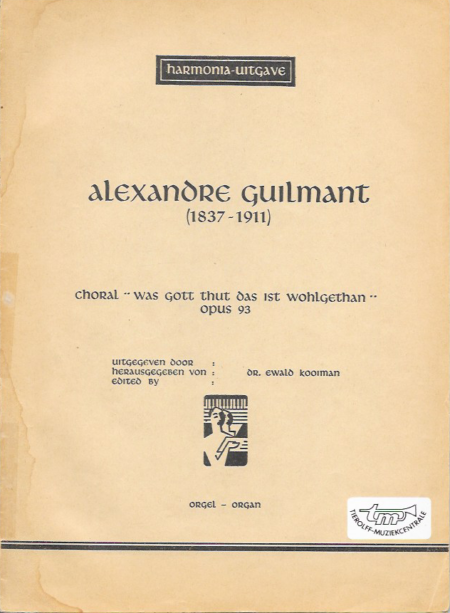 harmonia-uitgave
alexandre guilmant
(1837-1911)
choral "was gott thut das ist wohlgethan"
opus 93
uitgegeven door :
herausgegeben von : dr. ewald kooiman
edited by :
orgel – organ
tmc
TIEROLFF-MUZIEKCENTRALE